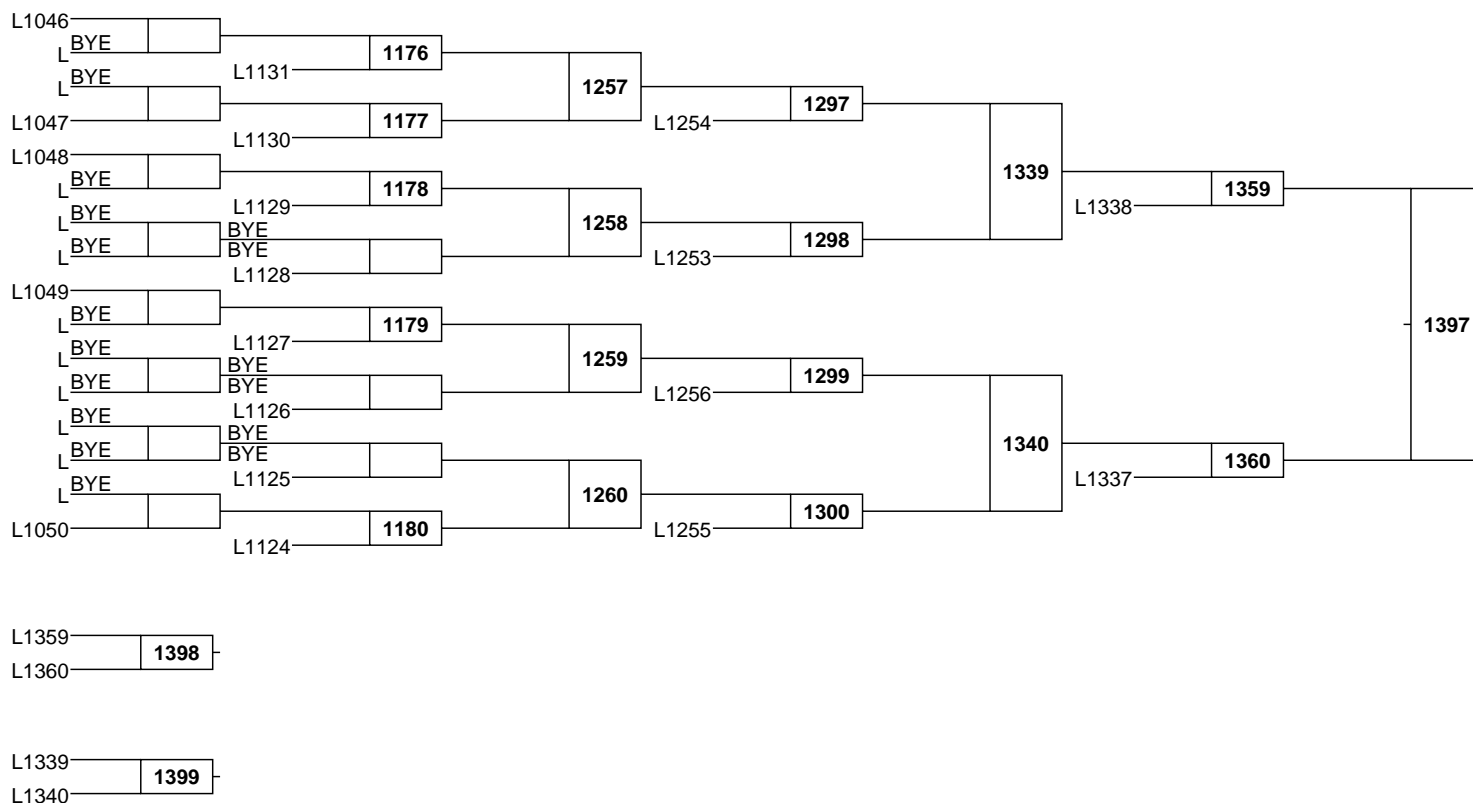 L1046
BYE
L
L1131
1176
BYE
L
L1047
L1130
1177
1257
L1254
1297
L1048
BYE
L
L1129
1178
BYE
L
BYE
L
BYE
BYE
L1128
1258
L1253
1298
1339
L1338
1359
L1049
BYE
L
L1127
1179
BYE
L
BYE
L
BYE
BYE
L1126
1259
L1256
1299
BYE
L
BYE
L
BYE
BYE
L1125
BYE
L
L1050
L1124
1180
1260
L1255
1300
1340
L1337
1360
1397
L1359
L1360
1398
L1339
L1340
1399